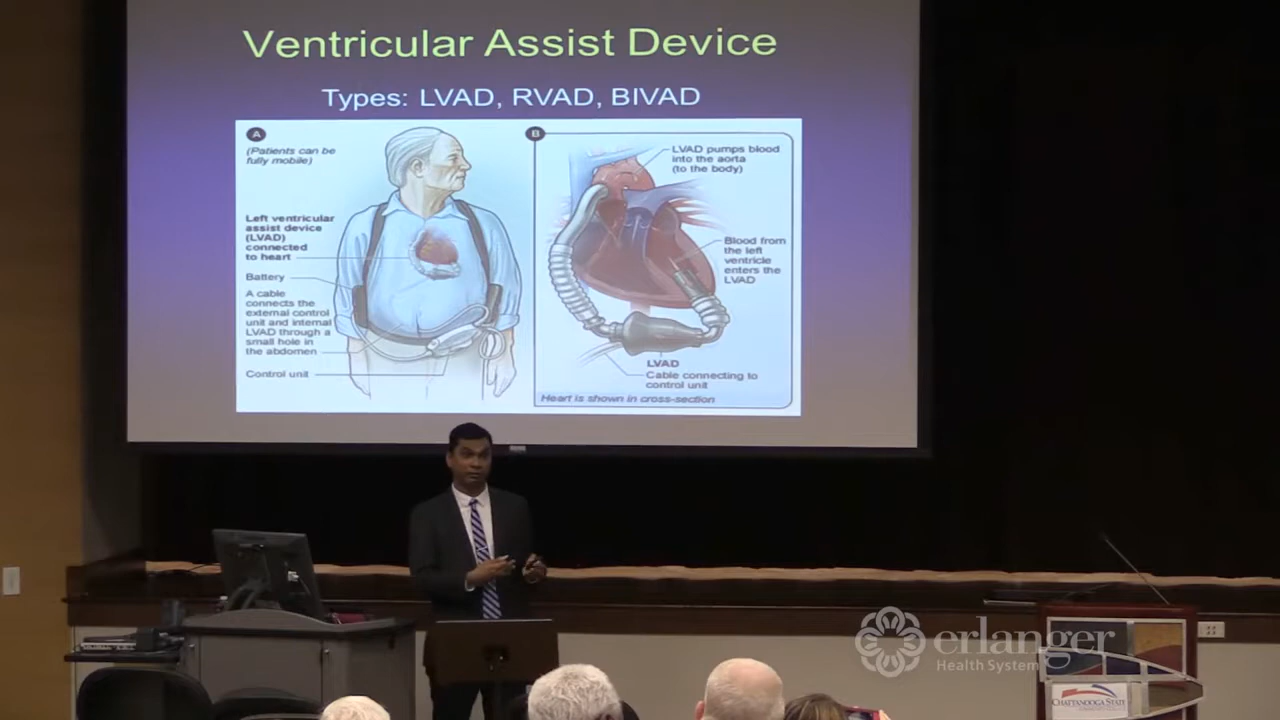 Ventricular Assist Device
Types: LVAD, RVAD, BIVAD
A
(Patients can be
fully mobile)
Left ventricular
assist device
(LVAD)
connected
to heart
Battery
A cable
connects the
external control
unit and internal
LVAD through a
small hole in
the abdomen
Control unit
B
LVAD pumps blood
into the aorta
(to the body)
Blood from
the left
ventricle
enters the
LVAD
LVAD
Cable connecting to
control unit
Heart is shown in cross-section
erlanger
Health System
CHATTANOOGA STATE